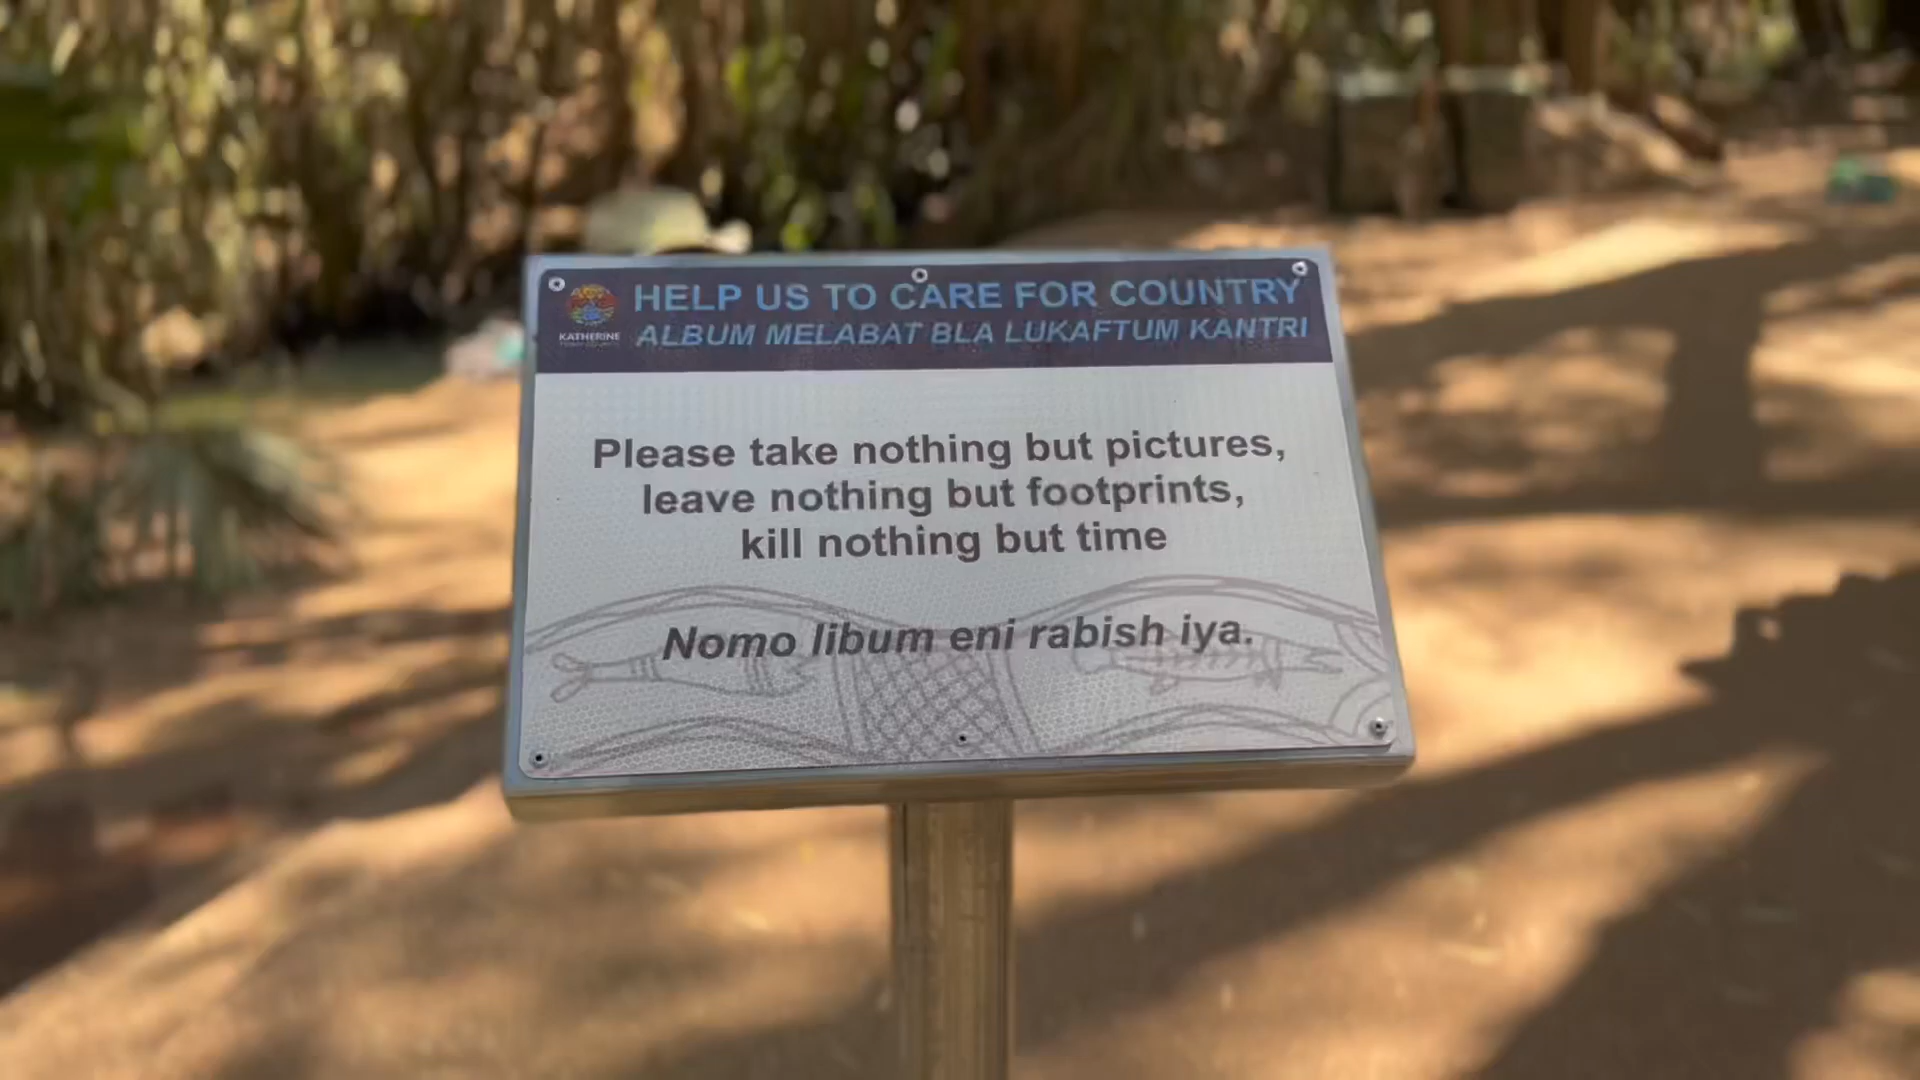 HELP US TO CARE FOR COUNTRY
ALBUM MELABAT BLA LUKAFTUM KANTRI
KATHERINE
Please take nothing but pictures,
leave nothing but footprints,
kill nothing but time
Nomo libum eni rabish iya.